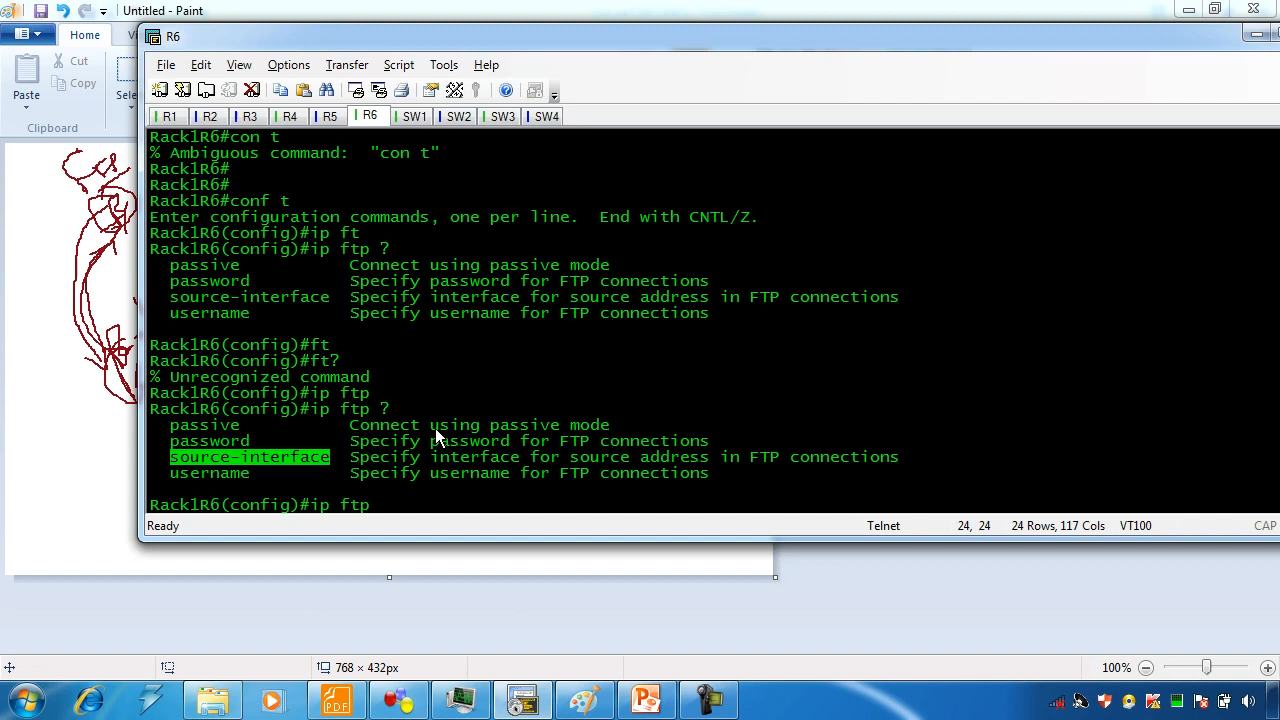 Untitled - Paint
Home
Cut
Copy
Paste
Clipboard
R6
File Edit View Options Transfer Script Tools Help
R1 R2 R3 R4 R5 R6 SW1 SW2 SW3 SW4
Rack1R6#con t
% Ambiguous command:  "con t"
Rack1R6#
Rack1R6#
Rack1R6#conf t
Enter configuration commands, one per line.  End with CNTL/Z.
Rack1R6(config)#ip ft
Rack1R6(config)#ip ftp ?
passive Connect using passive mode
password Specify password for FTP connections
source-interface Specify interface for source address in FTP connections
username Specify username for FTP connections
Rack1R6(config)#ft
Rack1R6(config)#ft?
% Unrecognized command
Rack1R6(config)#ip ftp
Rack1R6(config)#ip ftp ?
passive Connect using passive mode
password Specify password for FTP connections
source-interface Specify interface for source address in FTP connections
username Specify username for FTP connections
Rack1R6(config)#ip ftp
Ready Telnet 24, 24 24 Rows, 117 Cols VT100 CAP
768 × 432px 100%
PDF